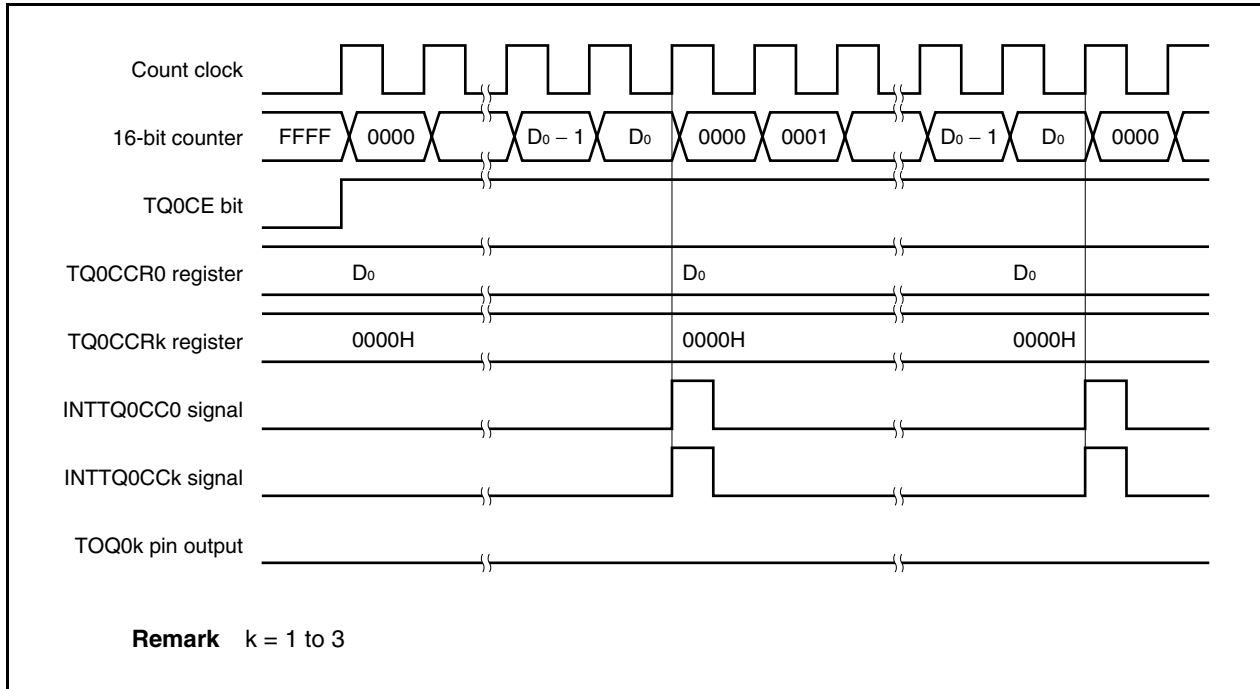 Count clock
16-bit counter FFFF 0000 D₀ − 1 D₀ 0000 0001 D₀ − 1 D₀ 0000
TQ0CE bit
TQ0CCR0 register D₀ D₀ D₀
TQ0CCRk register 0000H 0000H 0000H
INTTQ0CC0 signal
INTTQ0CCk signal
TOQ0k pin output
Remark k = 1 to 3